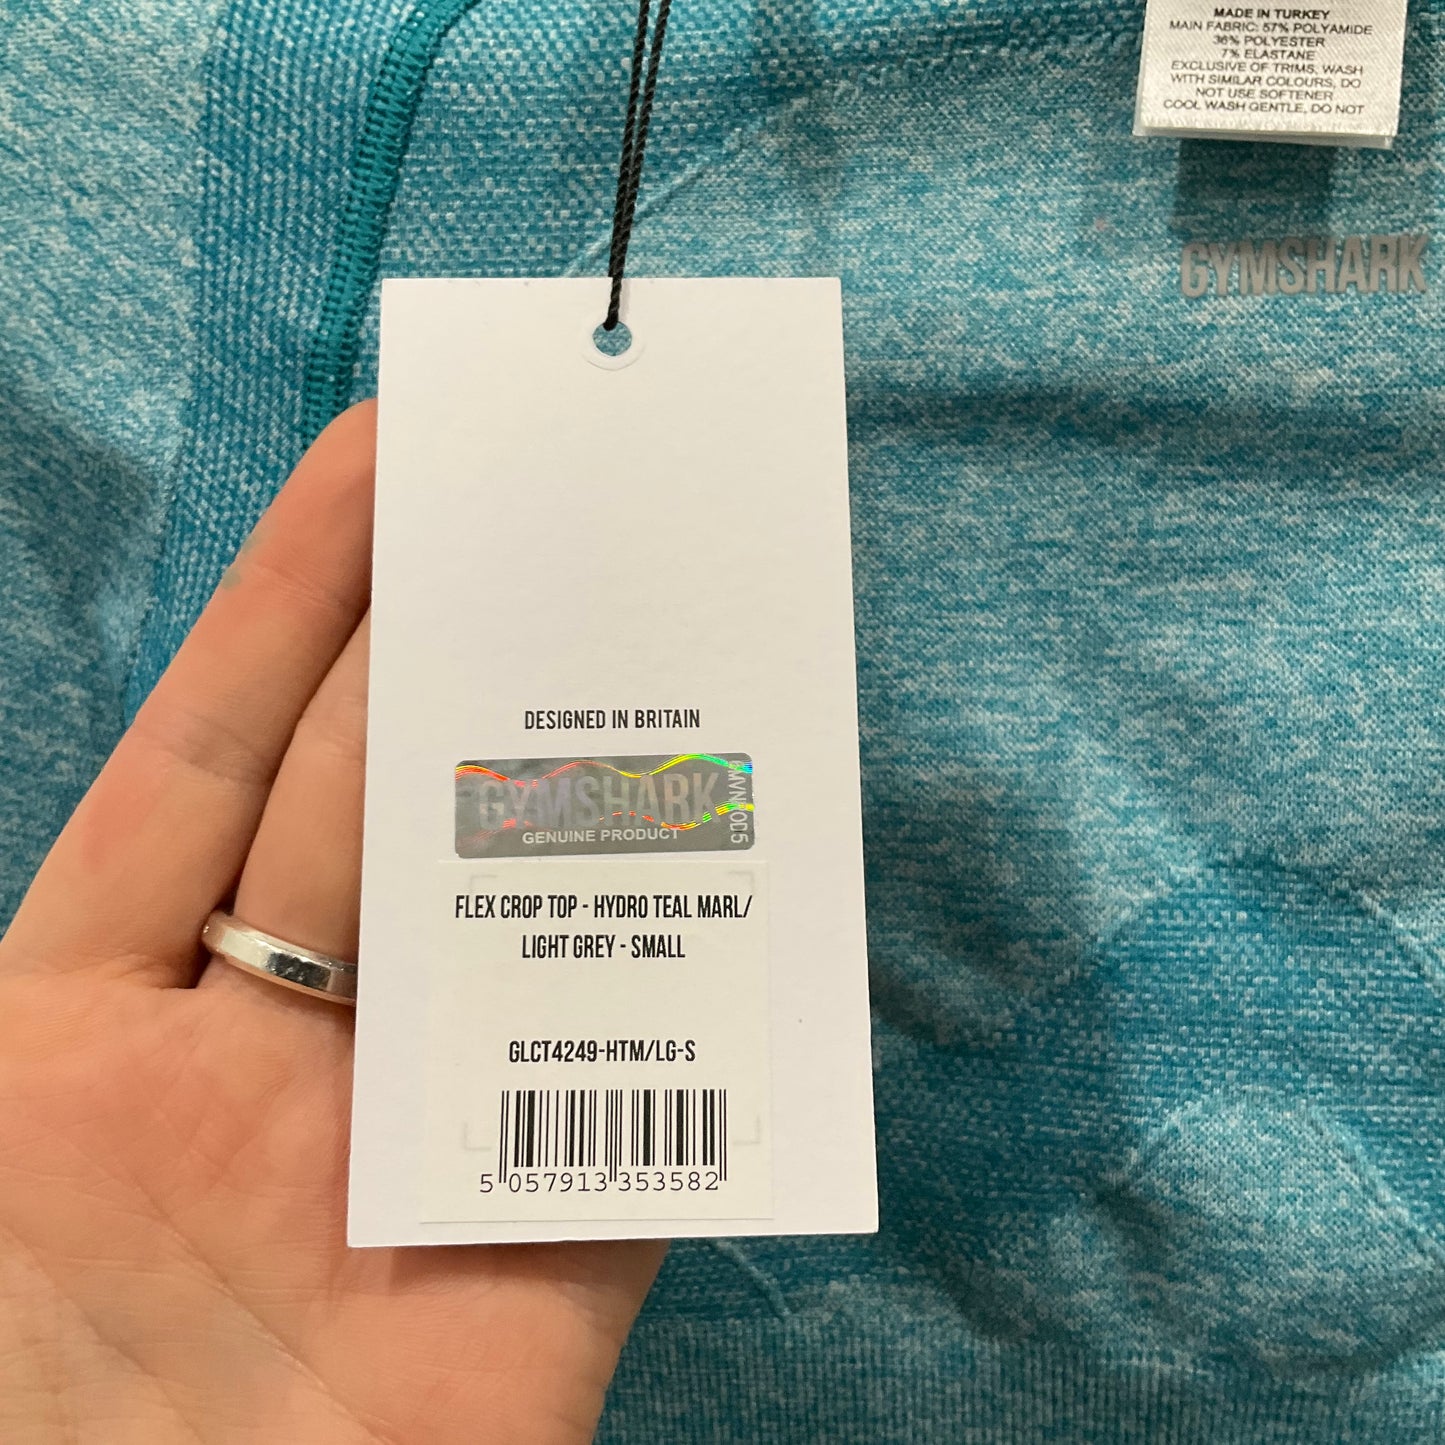 MADE IN TURKEY
MAIN FABRIC: 57% POLYAMIDE
36% POLYESTER
7% ELASTANE
EXCLUSIVE OF TRIMS, WASH
WITH SIMILAR COLOURS, DO
NOT USE SOFTENER
COOL WASH GENTLE, DO NOT
GYMSHARK
DESIGNED IN BRITAIN
GYMSHARK
GENUINE PRODUCT
FLEX CROP TOP - HYDRO TEAL MARL/
LIGHT GREY - SMALL
GLCT4249-HTM/LG-S
5 057913 353582